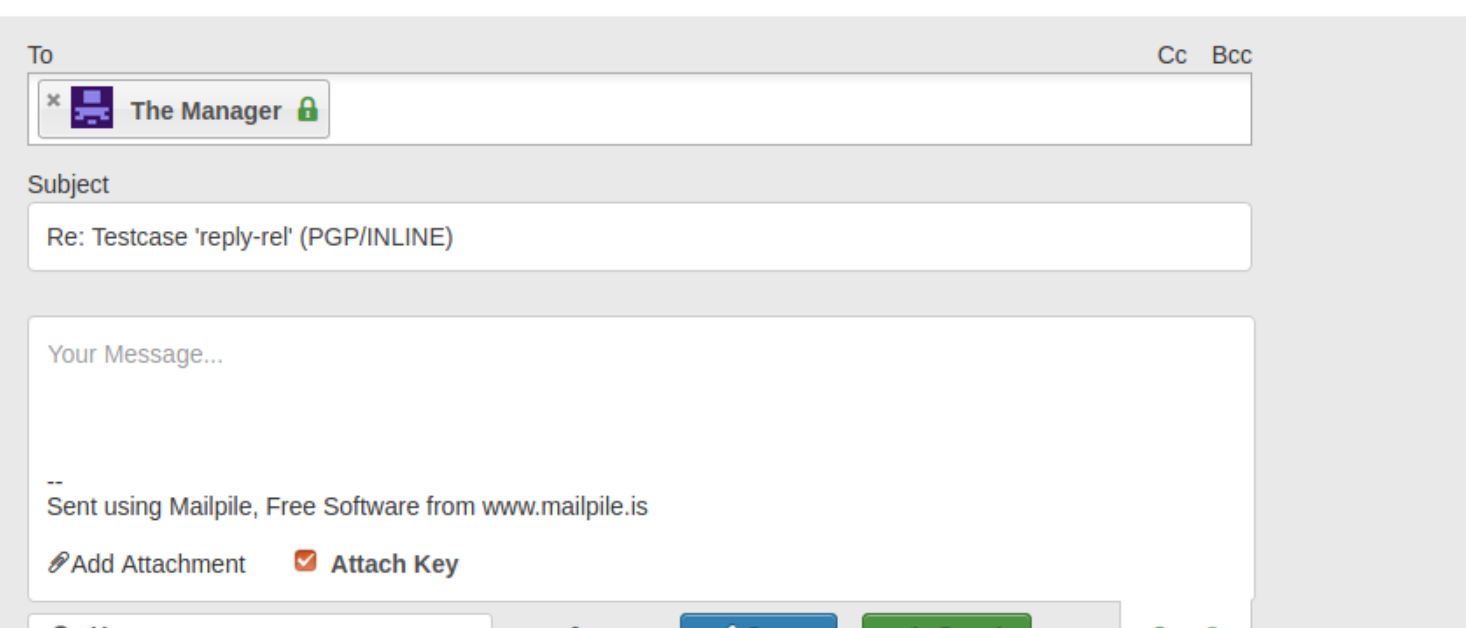 To Cc Bcc
The Manager
Subject
Re: Testcase 'reply-rel' (PGP/INLINE)
Your Message...
--
Sent using Mailpile, Free Software from www.mailpile.is
Add Attachment Attach Key